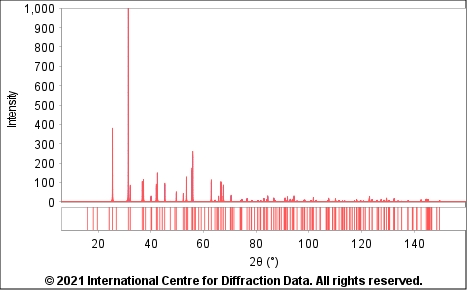 1,000
900
800
700
600
500
400
300
200
100
0
Intensity
20 40 60 80 100 120 140
2θ (°)
© 2021 International Centre for Diffraction Data. All rights reserved.